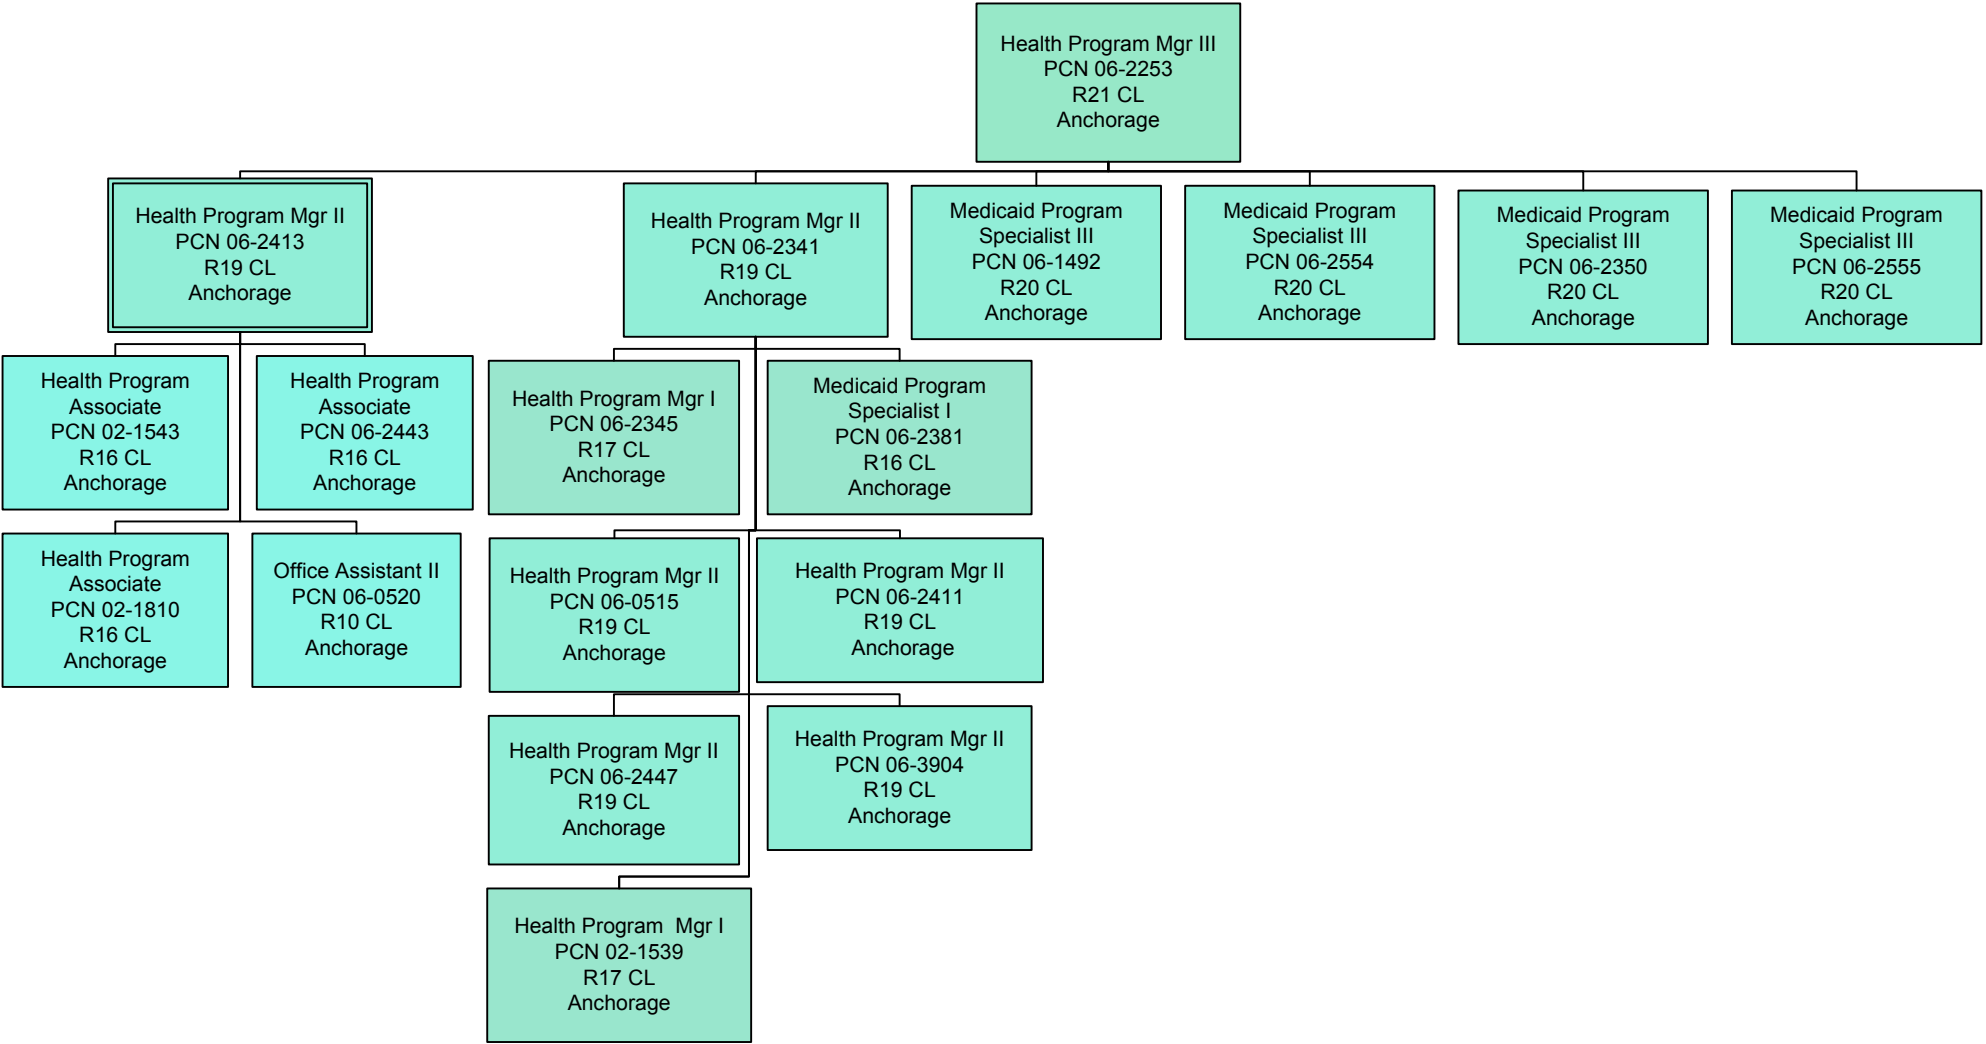 Health Program Mgr III
PCN 06-2253
R21 CL
Anchorage
Health Program Mgr II
PCN 06-2413
R19 CL
Anchorage
Health Program Mgr II
PCN 06-2341
R19 CL
Anchorage
Medicaid Program
Specialist III
PCN 06-1492
R20 CL
Anchorage
Medicaid Program
Specialist III
PCN 06-2554
R20 CL
Anchorage
Medicaid Program
Specialist III
PCN 06-2350
R20 CL
Anchorage
Medicaid Program
Specialist III
PCN 06-2555
R20 CL
Anchorage
Health Program
Associate
PCN 02-1543
R16 CL
Anchorage
Health Program
Associate
PCN 06-2443
R16 CL
Anchorage
Health Program Mgr I
PCN 06-2345
R17 CL
Anchorage
Medicaid Program
Specialist I
PCN 06-2381
R16 CL
Anchorage
Health Program
Associate
PCN 02-1810
R16 CL
Anchorage
Office Assistant II
PCN 06-0520
R10 CL
Anchorage
Health Program Mgr II
PCN 06-0515
R19 CL
Anchorage
Health Program Mgr II
PCN 06-2411
R19 CL
Anchorage
Health Program Mgr II
PCN 06-2447
R19 CL
Anchorage
Health Program Mgr II
PCN 06-3904
R19 CL
Anchorage
Health Program  Mgr I
PCN 02-1539
R17 CL
Anchorage